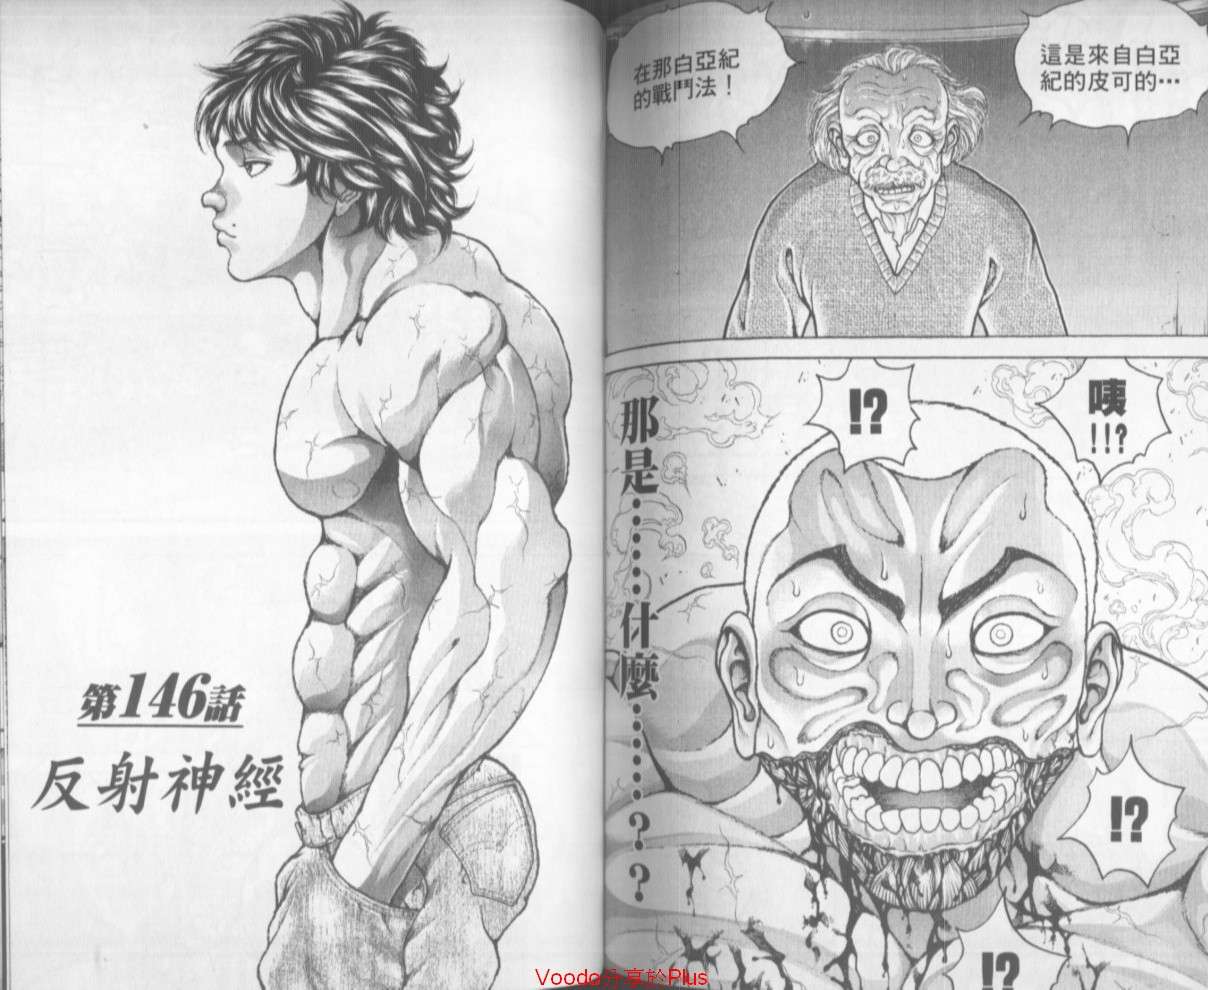 這是來自白亞
紀的皮可的…
在那白亞紀
的戰鬥法！
咦
!!?
!?
那是……什麼……？？
!?
!?
第146話
反射神經
Voodo分享於Plus